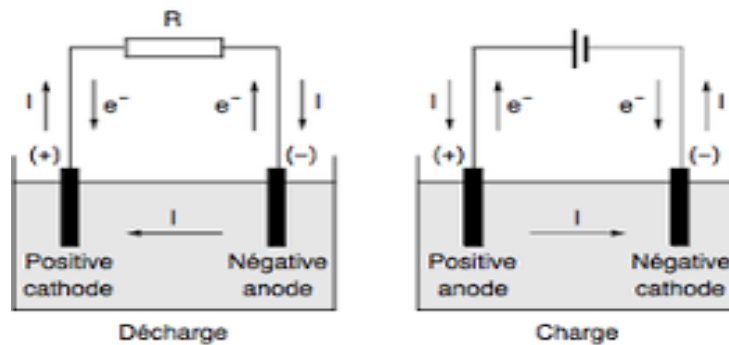 R
I e⁻ e⁻ I
(+) (−)
I
Positive Négative
cathode anode
Décharge
I e⁻ e⁻ I
(+) (−)
I
Positive Négative
anode cathode
Charge